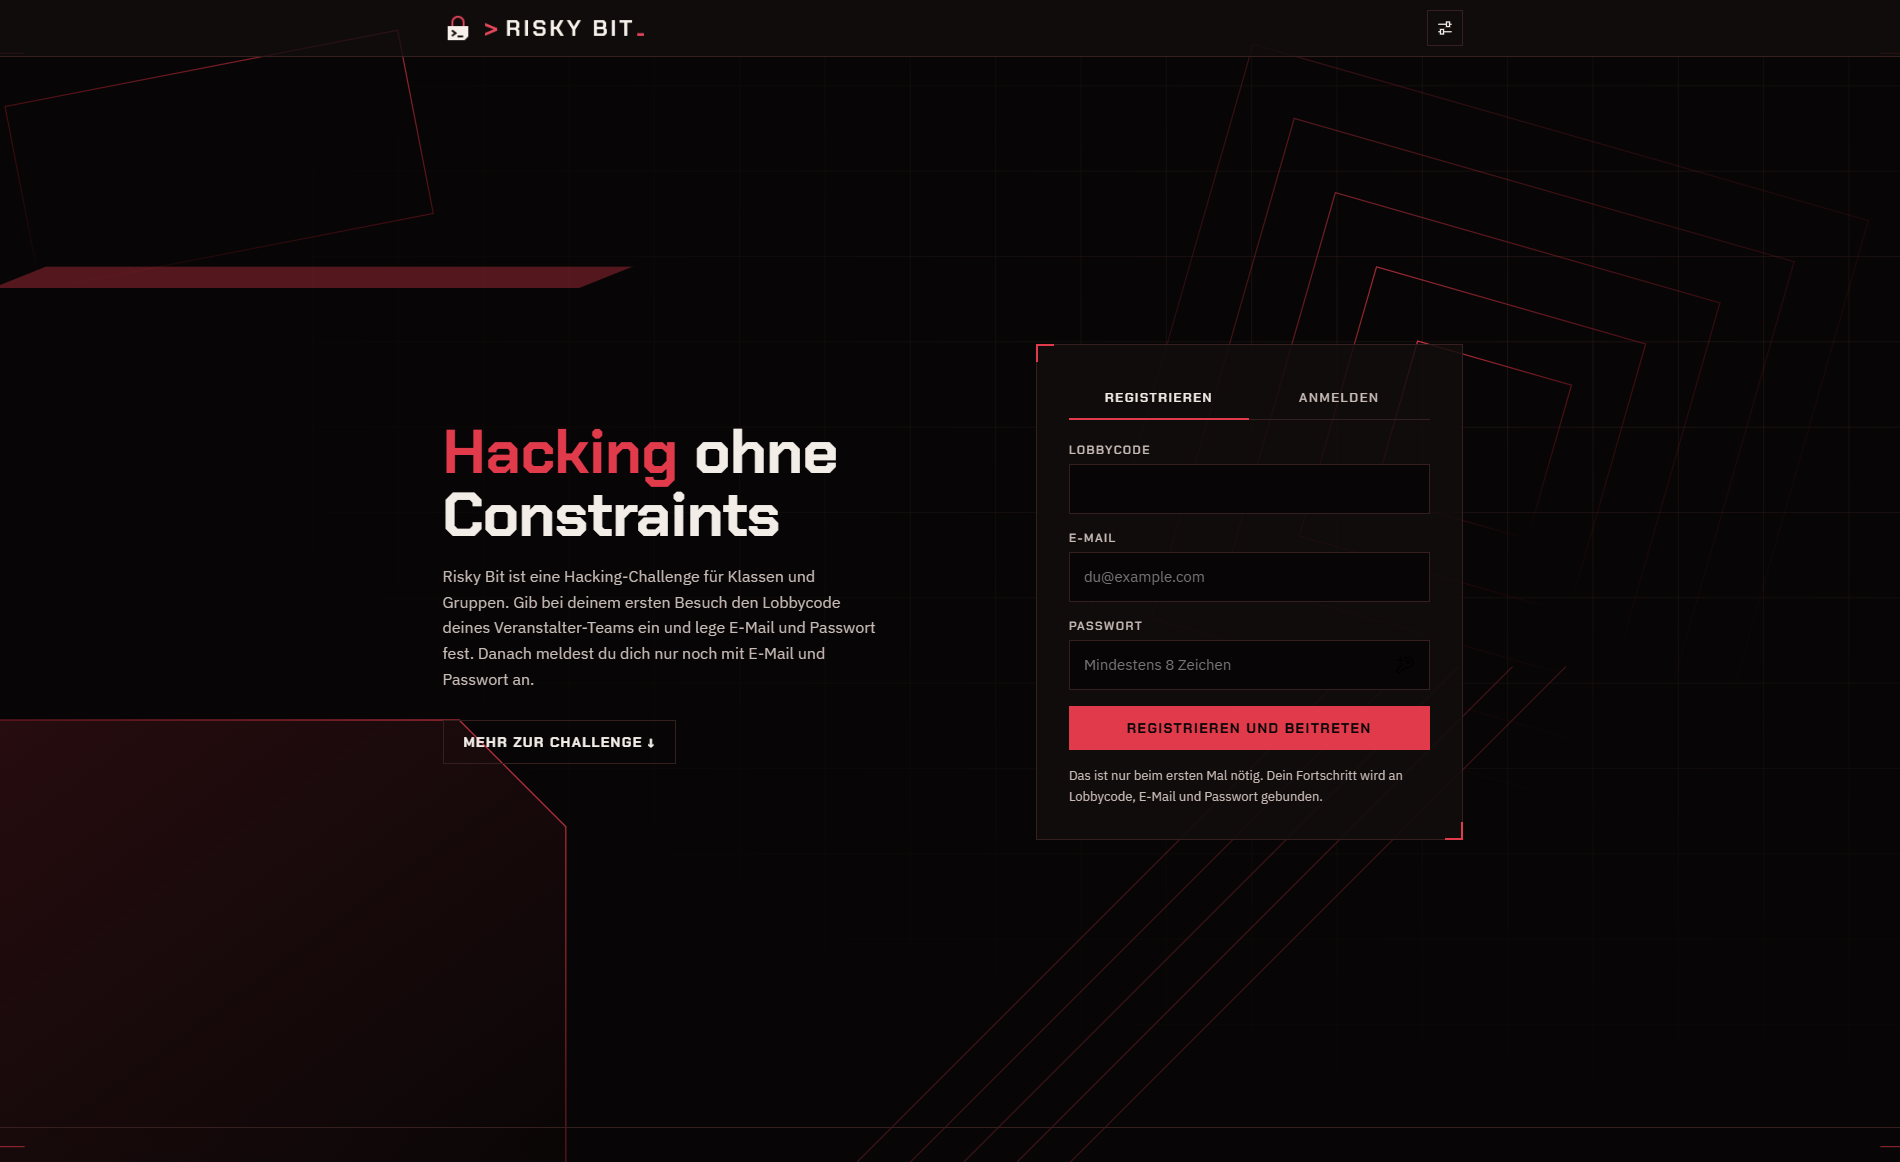 > RISKY BIT_
Hacking ohne
Constraints
Risky Bit ist eine Hacking-Challenge für Klassen und
Gruppen. Gib bei deinem ersten Besuch den Lobbycode
deines Veranstalter-Teams ein und lege E-Mail und Passwort
fest. Danach meldest du dich nur noch mit E-Mail und
Passwort an.
MEHR ZUR CHALLENGE ↓
REGISTRIEREN ANMELDEN
LOBBYCODE
E-MAIL
du@example.com
PASSWORT
Mindestens 8 Zeichen
REGISTRIEREN UND BEITRETEN
Das ist nur beim ersten Mal nötig. Dein Fortschritt wird an
Lobbycode, E-Mail und Passwort gebunden.